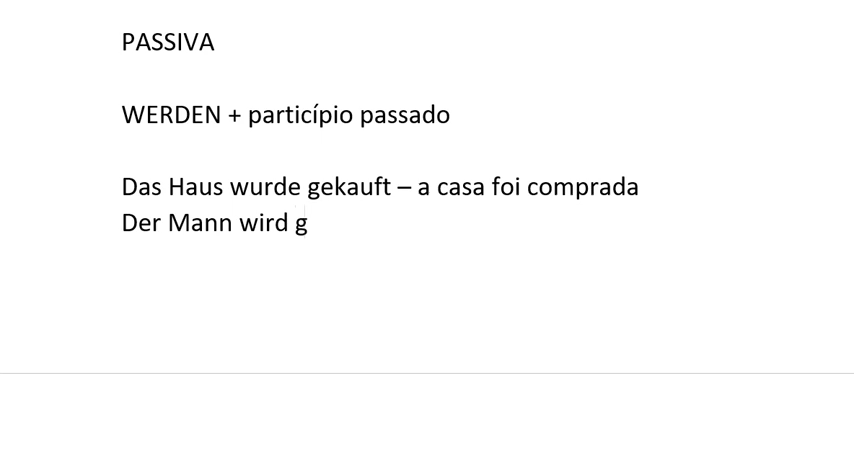 PASSIVA
WERDEN + particípio passado
Das Haus wurde gekauft – a casa foi comprada
Der Mann wird g